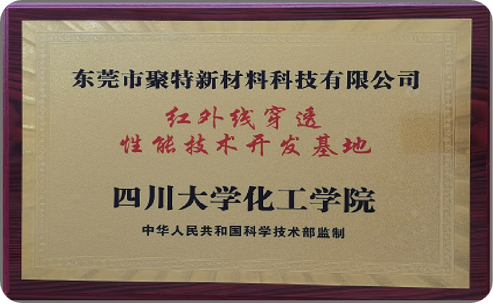 东莞市聚特新材料科技有限公司
红外线穿透
性能技术开发基地
四川大学化工学院
中华人民共和国科学技术部监制